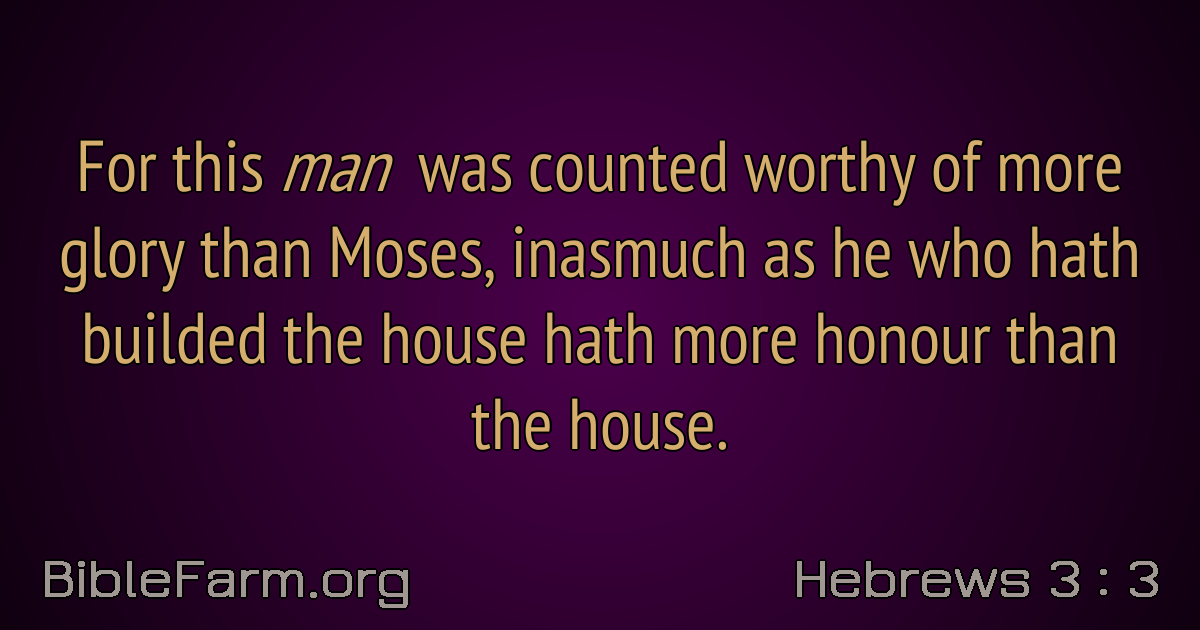 For this man was counted worthy of more
glory than Moses, inasmuch as he who hath
builded the house hath more honour than
the house.
BibleFarm.org
Hebrews 3 : 3